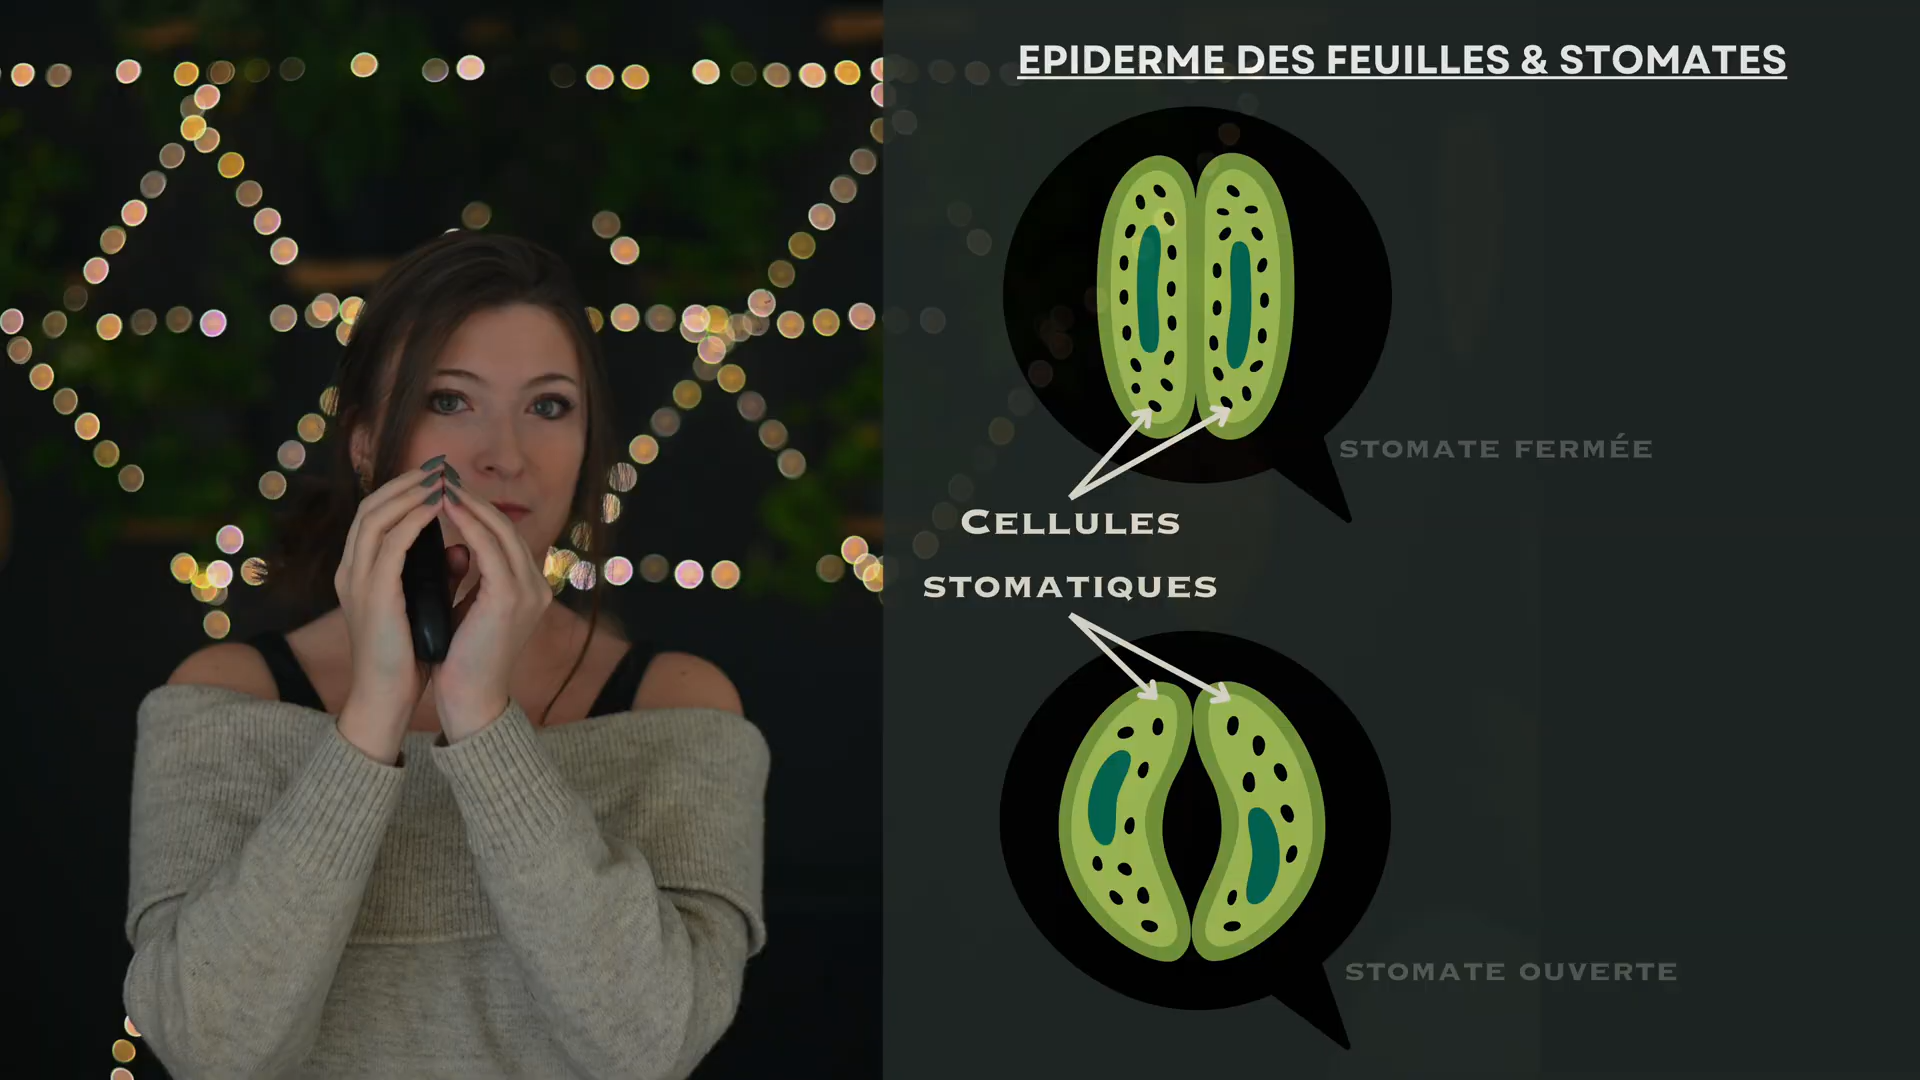 EPIDERME DES FEUILLES & STOMATES
STOMATE FERMÉE
CELLULES
STOMATIQUES
STOMATE OUVERTE